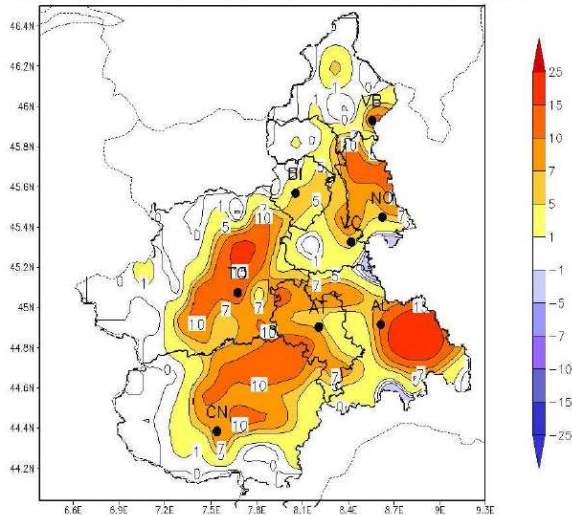 46.4N
46.2N
46N
45.8N
45.6N
45.4N
45.2N
45N
44.8N
44.6N
44.4N
44.2N
6.6E 6.9E 7.2E 7.5E 7.8E 8.1E 8.4E 8.7E 9E 9.3E
VB
BI
NO
VC
TO
AT
AL
CN
0
1
5
7
10
25
15
10
7
5
1
-1
-5
-7
-10
-15
-25